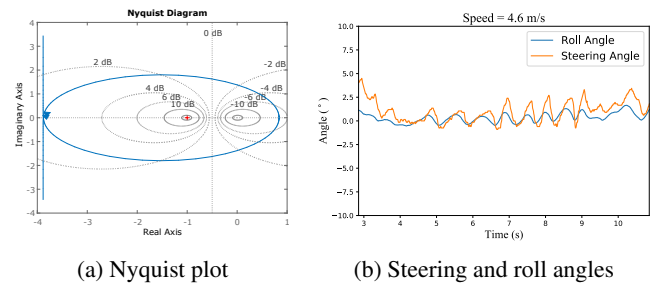 Nyquist Diagram
0 dB
2 dB
-2 dB
4 dB
-4 dB
6 dB
-6 dB
10 dB
-10 dB
4
3
2
1
0
-1
-2
-3
-4
Imaginary Axis
-4
-3
-2
-1
0
1
Real Axis
(a) Nyquist plot
Speed = 4.6 m/s
Roll Angle
Steering Angle
10.0
7.5
5.0
2.5
0.0
-2.5
-5.0
-7.5
-10.0
Angle (°)
3
4
5
6
7
8
9
10
Time (s)
(b) Steering and roll angles